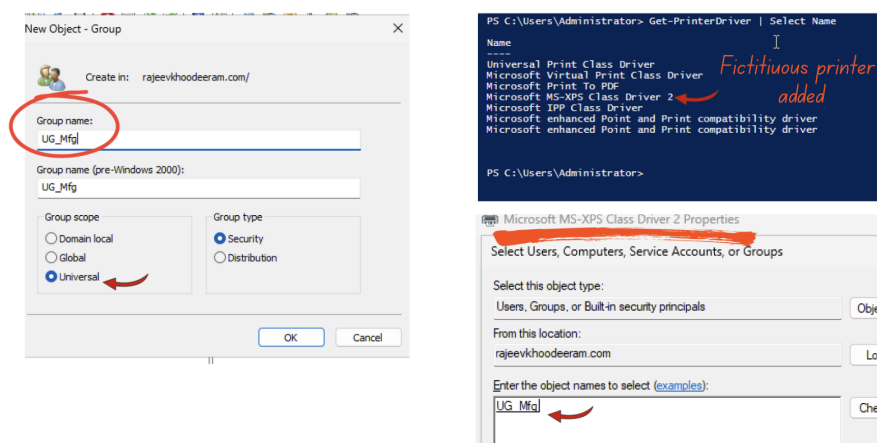 New Object - Group
Create in: rajeevkhoodeeram.com/
Group name:
UG_Mfg
Group name (pre-Windows 2000):
UG_Mfg
Group scope
Domain local
Global
Universal
Group type
Security
Distribution
OK
Cancel
PS C:\Users\Administrator> Get-PrinterDriver | Select Name
Name
----
Universal Print Class Driver
Microsoft Virtual Print Class Driver
Microsoft Print To PDF
Microsoft MS-XPS Class Driver 2
Microsoft IPP Class Driver
Microsoft enhanced Point and Print compatibility driver
Microsoft enhanced Point and Print compatibility driver
PS C:\Users\Administrator>
Fictitiuous printer
added
Microsoft MS-XPS Class Driver 2 Properties
Select Users, Computers, Service Accounts, or Groups
Select this object type:
Users, Groups, or Built-in security principals
Obje
From this location:
rajeevkhoodeeram.com
Lo
Enter the object names to select (examples):
UG_Mfg
Che